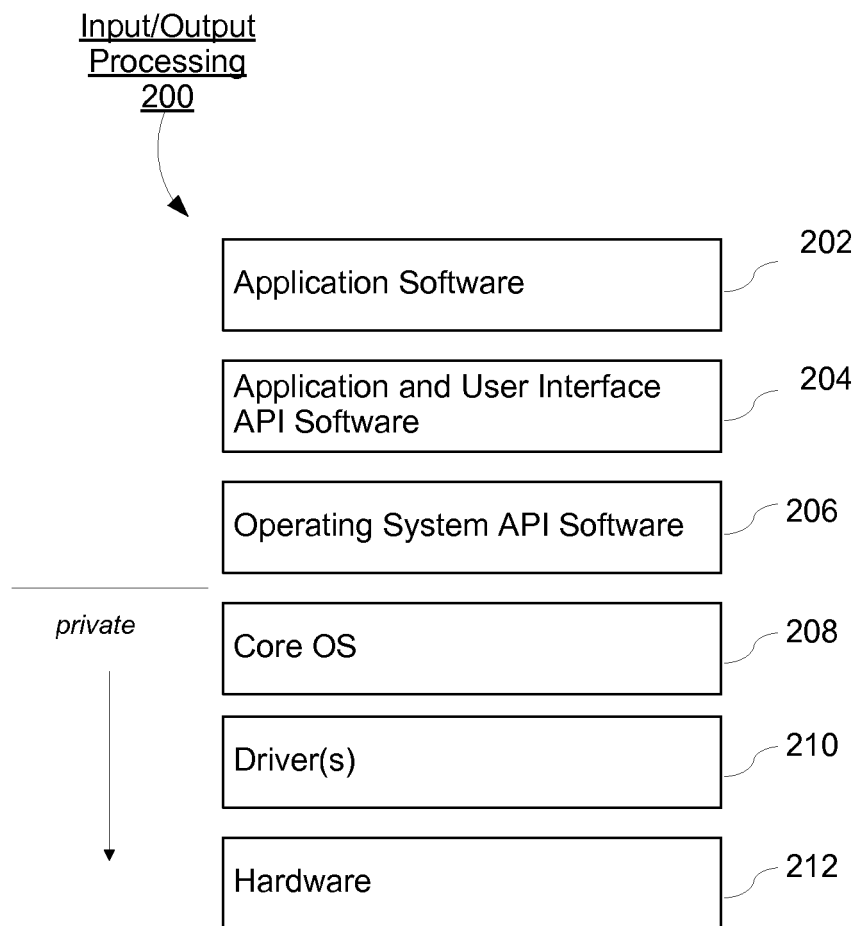 Input/Output
Processing
200
202
Application Software
204
Application and User Interface
API Software
206
Operating System API Software
private
208
Core OS
210
Driver(s)
212
Hardware